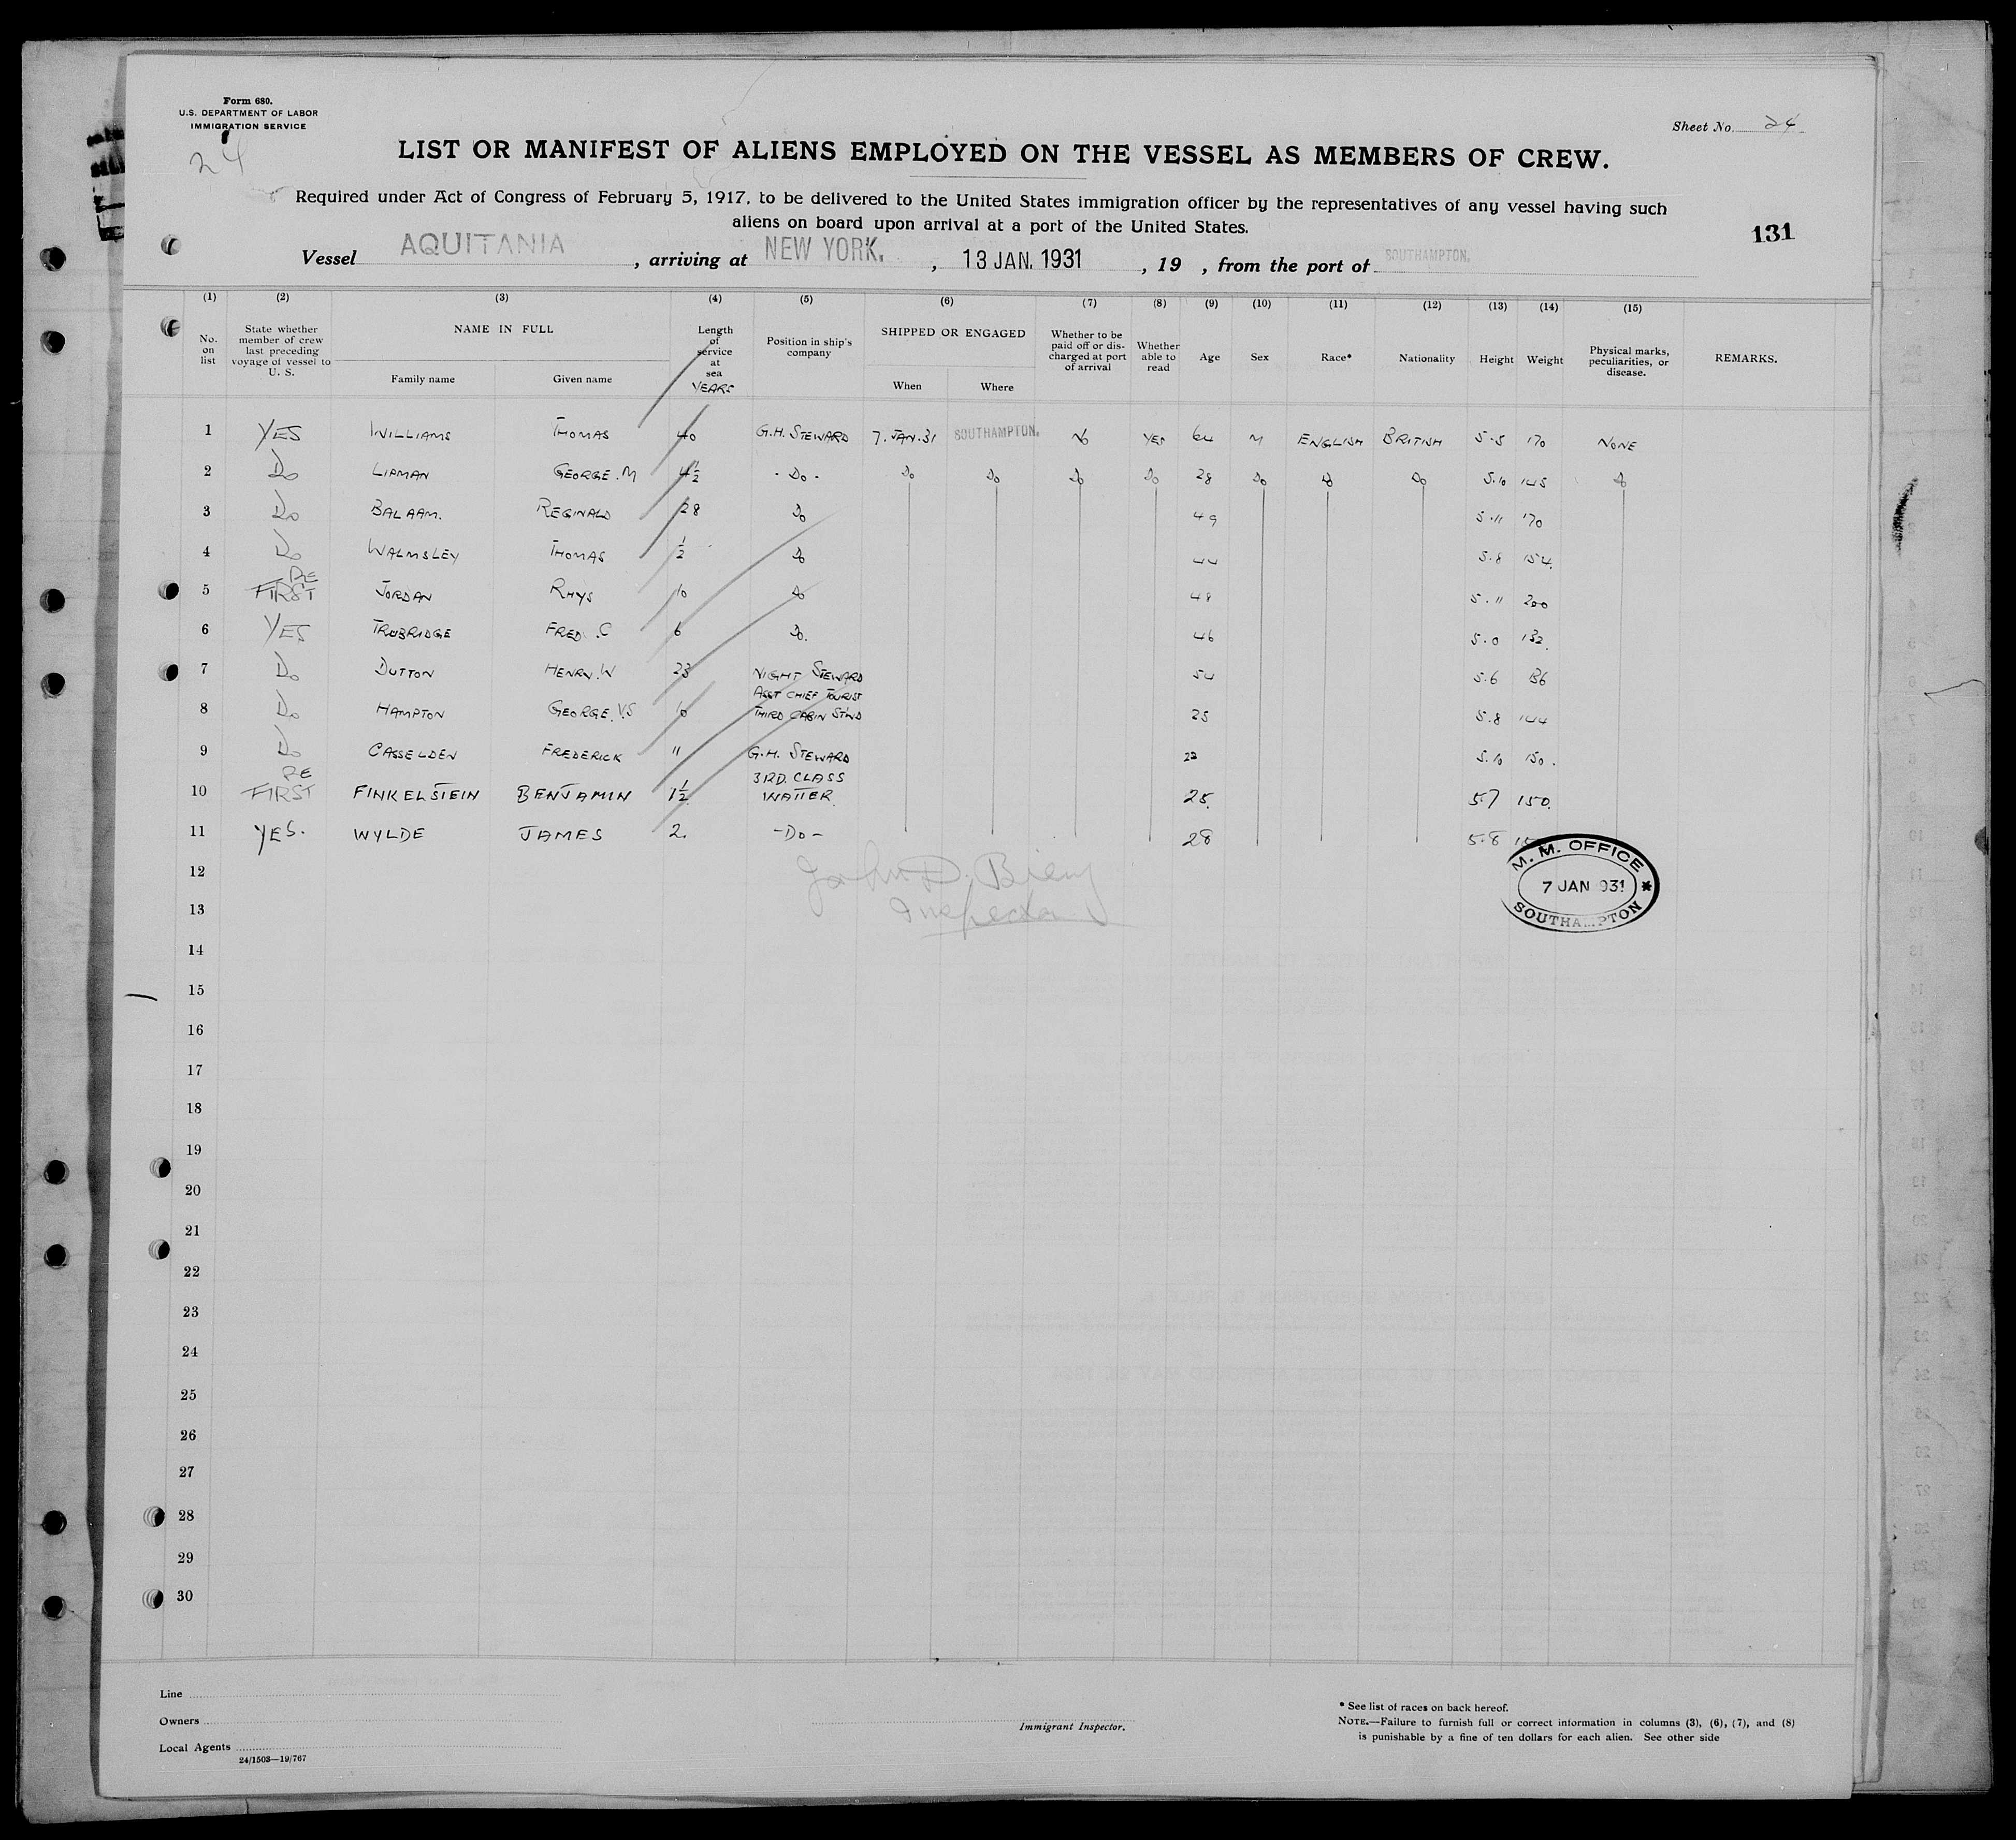 Form 680.
U.S. DEPARTMENT OF LABOR
IMMIGRATION SERVICE
24
Sheet No. 24
LIST OR MANIFEST OF ALIENS EMPLOYED ON THE VESSEL AS MEMBERS OF CREW.
Required under Act of Congress of February 5, 1917, to be delivered to the United States immigration officer by the representatives of any vessel having such
aliens on board upon arrival at a port of the United States.
131
Vessel AQUITANIA, arriving at NEW YORK., 13 JAN. 1931, 19 , from the port of SOUTHAMPTON.
(1) (2) (3) (4) (5) (6) (7) (8) (9) (10) (11) (12) (13) (14) (15)
No. on list
State whether member of crew last preceding voyage of vessel to U. S.
NAME IN FULL
Family name Given name
Length of service at sea
YEARS
Position in ship's company
SHIPPED OR ENGAGED
When Where
Whether to be paid off or discharged at port of arrival
Whether able to read
Age Sex Race* Nationality Height Weight
Physical marks, peculiarities, or disease.
REMARKS.
1 YES WILLIAMS THOMAS 40 G.H. STEWARD 7. JAN. 31 SOUTHAMPTON. No YES 64 M ENGLISH BRITISH 5.5 170 NONE
2 Do LIPMAN GEORGE. M 4½ - Do - Do Do Do Do 28 Do Do Do 5.10 145 Do
3 Do BALAAM. REGINALD 28 Do 49 5.11 170
4 Do WALMSLEY THOMAS ½ Do 44 5.8 154.
5 RE FIRST JORDAN RHYS 10 Do 48 5.11 200
6 YES TROBRIDGE FRED. C 6 Do. 46 5.0 132.
7 Do DUTTON HENRY. W 23 NIGHT STEWARD 54 5.6 136
8 Do HAMPTON GEORGE. V.S 10 ASST CHIEF TOURIST THIRD CABIN STWD 25 5.8 144
9 Do CASSELDEN FREDERICK 11 G.H. STEWARD 5.10 150.
10 RE FIRST FINKELSTEIN BENJAMIN 1½ 3RD. CLASS WAITER. 25. 5.7 150.
11 YES. WYLDE JAMES 2. - Do - 28 5.8
M. M. OFFICE
7 JAN 931
SOUTHAMPTON
12
John D.
13
Inspector
14
15
16
17
18
19
20
21
22
23
24
25
26
27
28
29
30
Line
Owners
Local Agents
24/1503—19/767
Immigrant Inspector.
* See list of races on back hereof.
NOTE.—Failure to furnish full or correct information in columns (3), (6), (7), and (8)
is punishable by a fine of ten dollars for each alien. See other side